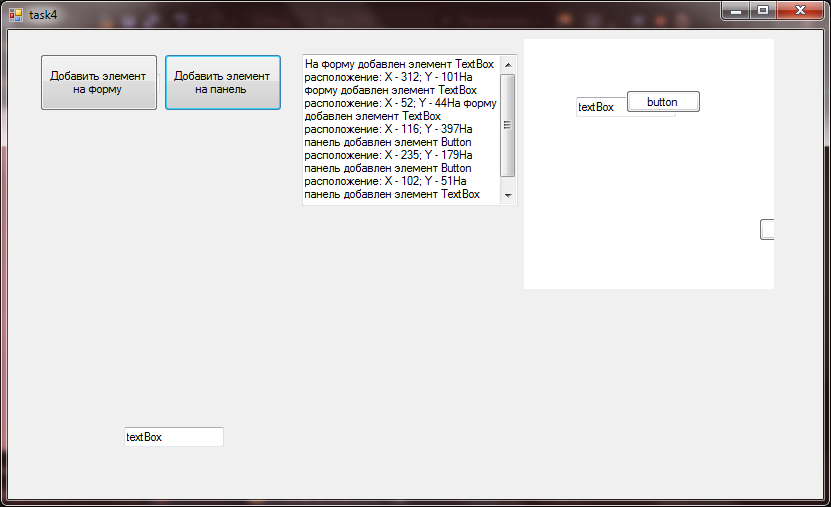 task4
Добавить элемент
на форму
Добавить элемент
на панель
На форму добавлен элемент TextBox
расположение: X - 312; Y - 101На
форму добавлен элемент TextBox
расположение: X - 52; Y - 44На форму
добавлен элемент TextBox
расположение: X - 116; Y - 397На
панель добавлен элемент Button
расположение: X - 235; Y - 179На
панель добавлен элемент Button
расположение: X - 102; Y - 51На
панель добавлен элемент TextBox
textBox
button
textBox